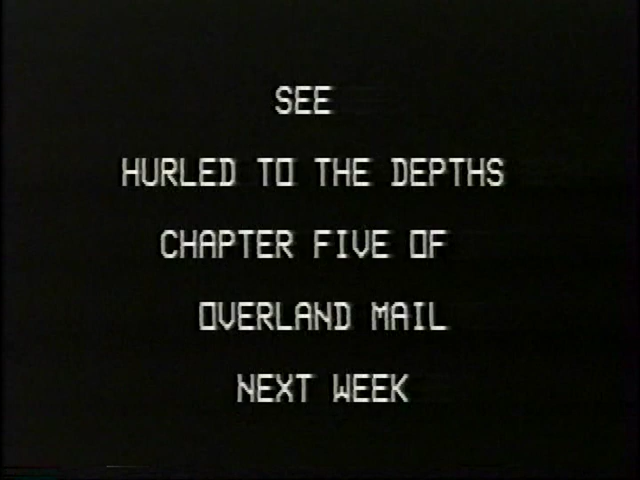 SEE
HURLED TO THE DEPTHS
CHAPTER FIVE OF
OVERLAND MAIL
NEXT WEEK